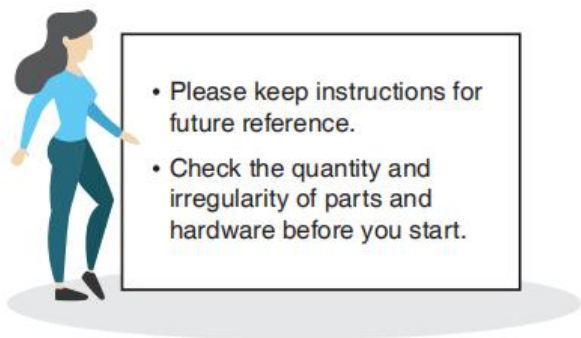 • Please keep instructions for
future reference.
• Check the quantity and
irregularity of parts and
hardware before you start.